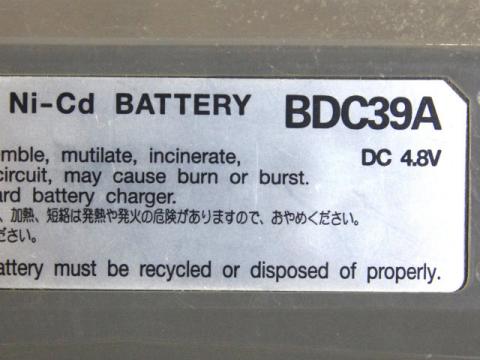 Ni-Cd BATTERY BDC39A
mble, mutilate, incinerate, DC 4.8V
circuit, may cause burn or burst.
ard battery charger.
、加熱、短絡は発熱や発火の危険がありますので、おやめください。
ださい。
attery must be recycled or disposed of properly.